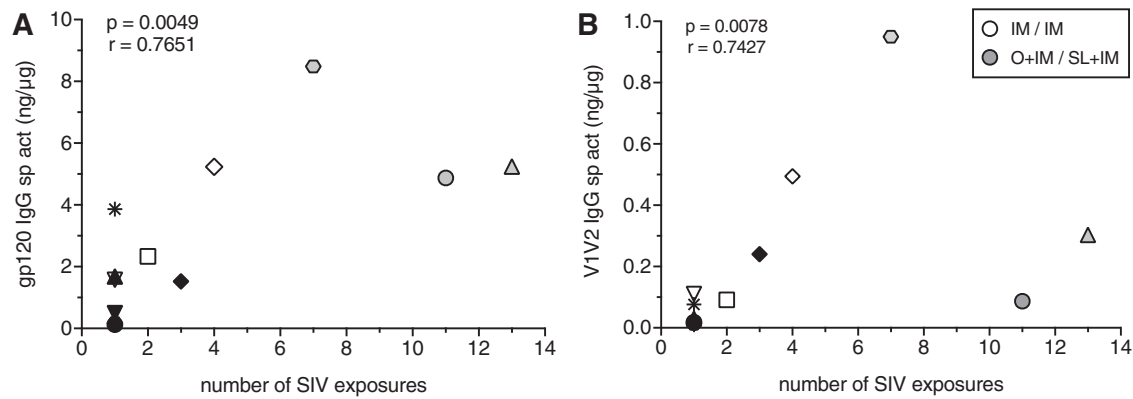 A
p = 0.0049
r = 0.7651
gp120 IgG sp act (ng/µg)
10
8
6
4
2
0
0 2 4 6 8 10 12 14
number of SIV exposures
B
p = 0.0078
r = 0.7427
IM / IM
O+IM / SL+IM
V1V2 IgG sp act (ng/µg)
1.0
0.8
0.6
0.4
0.2
0.0
0 2 4 6 8 10 12 14
number of SIV exposures